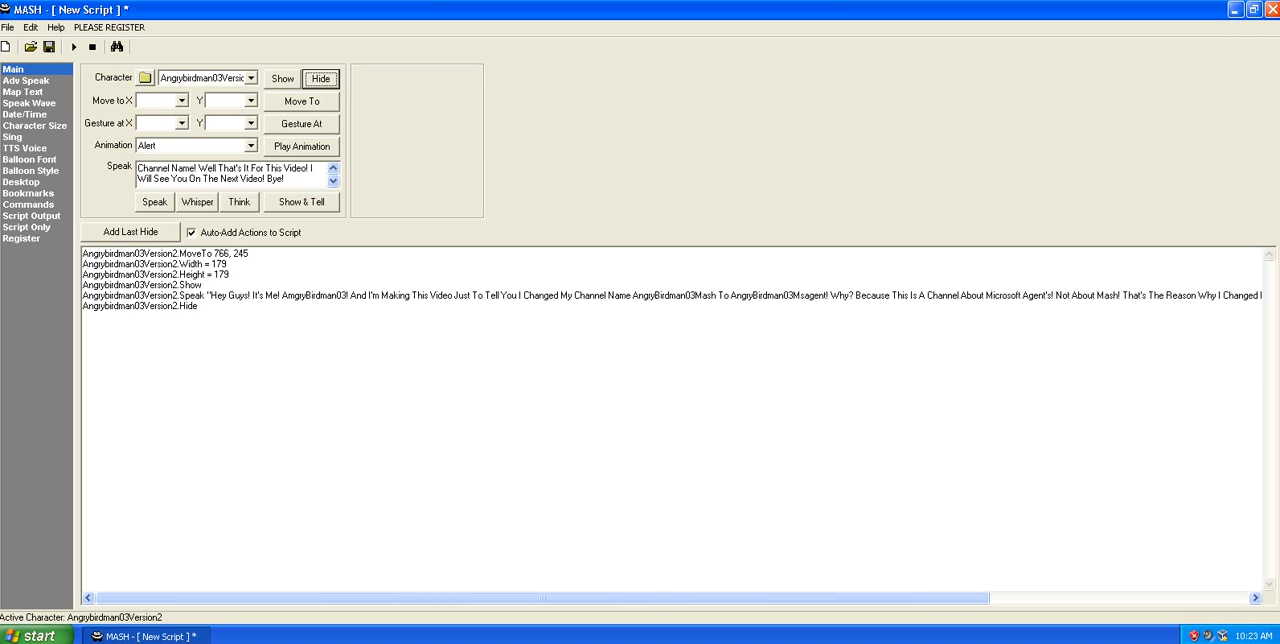 MASH - [ New Script ] *
File Edit Help PLEASE REGISTER
Main
Adv Speak
Map Text
Speak Wave
Date/Time
Character Size
Sing
TTS Voice
Balloon Font
Balloon Style
Desktop
Bookmarks
Commands
Script Output
Script Only
Register
Character Angrybirdman03Versic Show Hide
Move to X Y Move To
Gesture at X Y Gesture At
Animation Alert Play Animation
Speak Channel Name! Well That's It For This Video! I
Will See You On The Next Video! Bye!
Speak Whisper Think Show & Tell
Add Last Hide Auto-Add Actions to Script
Angrybirdman03Version2.MoveTo 766, 245
Angrybirdman03Version2.Width = 179
Angrybirdman03Version2.Height = 179
Angrybirdman03Version2.Show
Angrybirdman03Version2.Speak "Hey Guys! It's Me! AmgryBirdman03! And I'm Making This Video Just To Tell You I Changed My Channel Name AngryBirdman03Mash To AngryBirdman03Msagent! Why? Because This Is A Channel About Microsoft Agent's! Not About Mash! That's The Reason Why I Changed
Angrybirdman03Version2.Hide
Active Character: Angrybirdman03Version2
start MASH - [ New Script ] * 10:23 AM